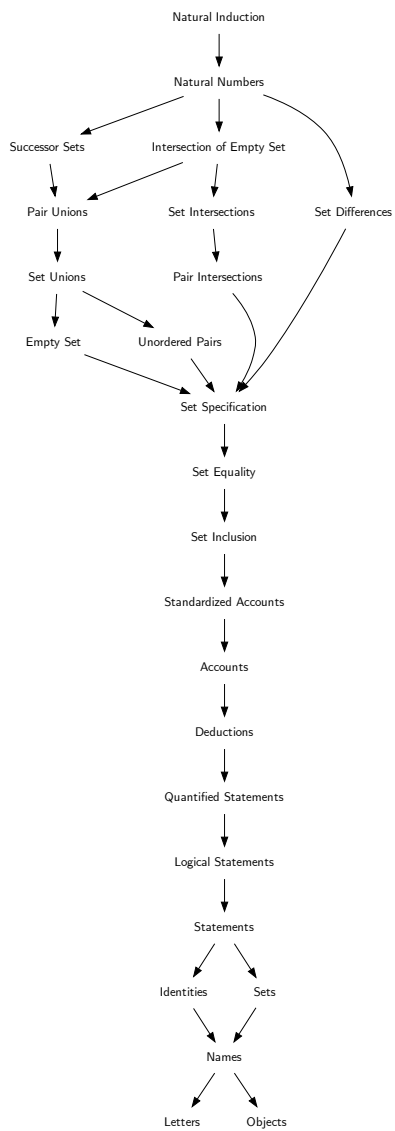 Natural Induction
Natural Numbers
Successor Sets
Intersection of Empty Set
Pair Unions
Set Intersections
Set Differences
Set Unions
Pair Intersections
Empty Set
Unordered Pairs
Set Specification
Set Equality
Set Inclusion
Standardized Accounts
Accounts
Deductions
Quantified Statements
Logical Statements
Statements
Identities
Sets
Names
Letters
Objects